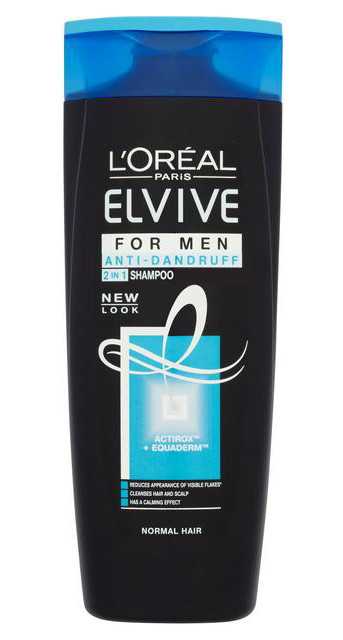 L'ORÉAL
PARIS
ELVIVE
FOR MEN
ANTI-DANDRUFF
2 IN 1 SHAMPOO
NEW
LOOK
ACTIROX™
+ EQUADERM™
REDUCES APPEARANCE OF VISIBLE FLAKES*
CLEANSES HAIR AND SCALP
HAS A CALMING EFFECT
NORMAL HAIR